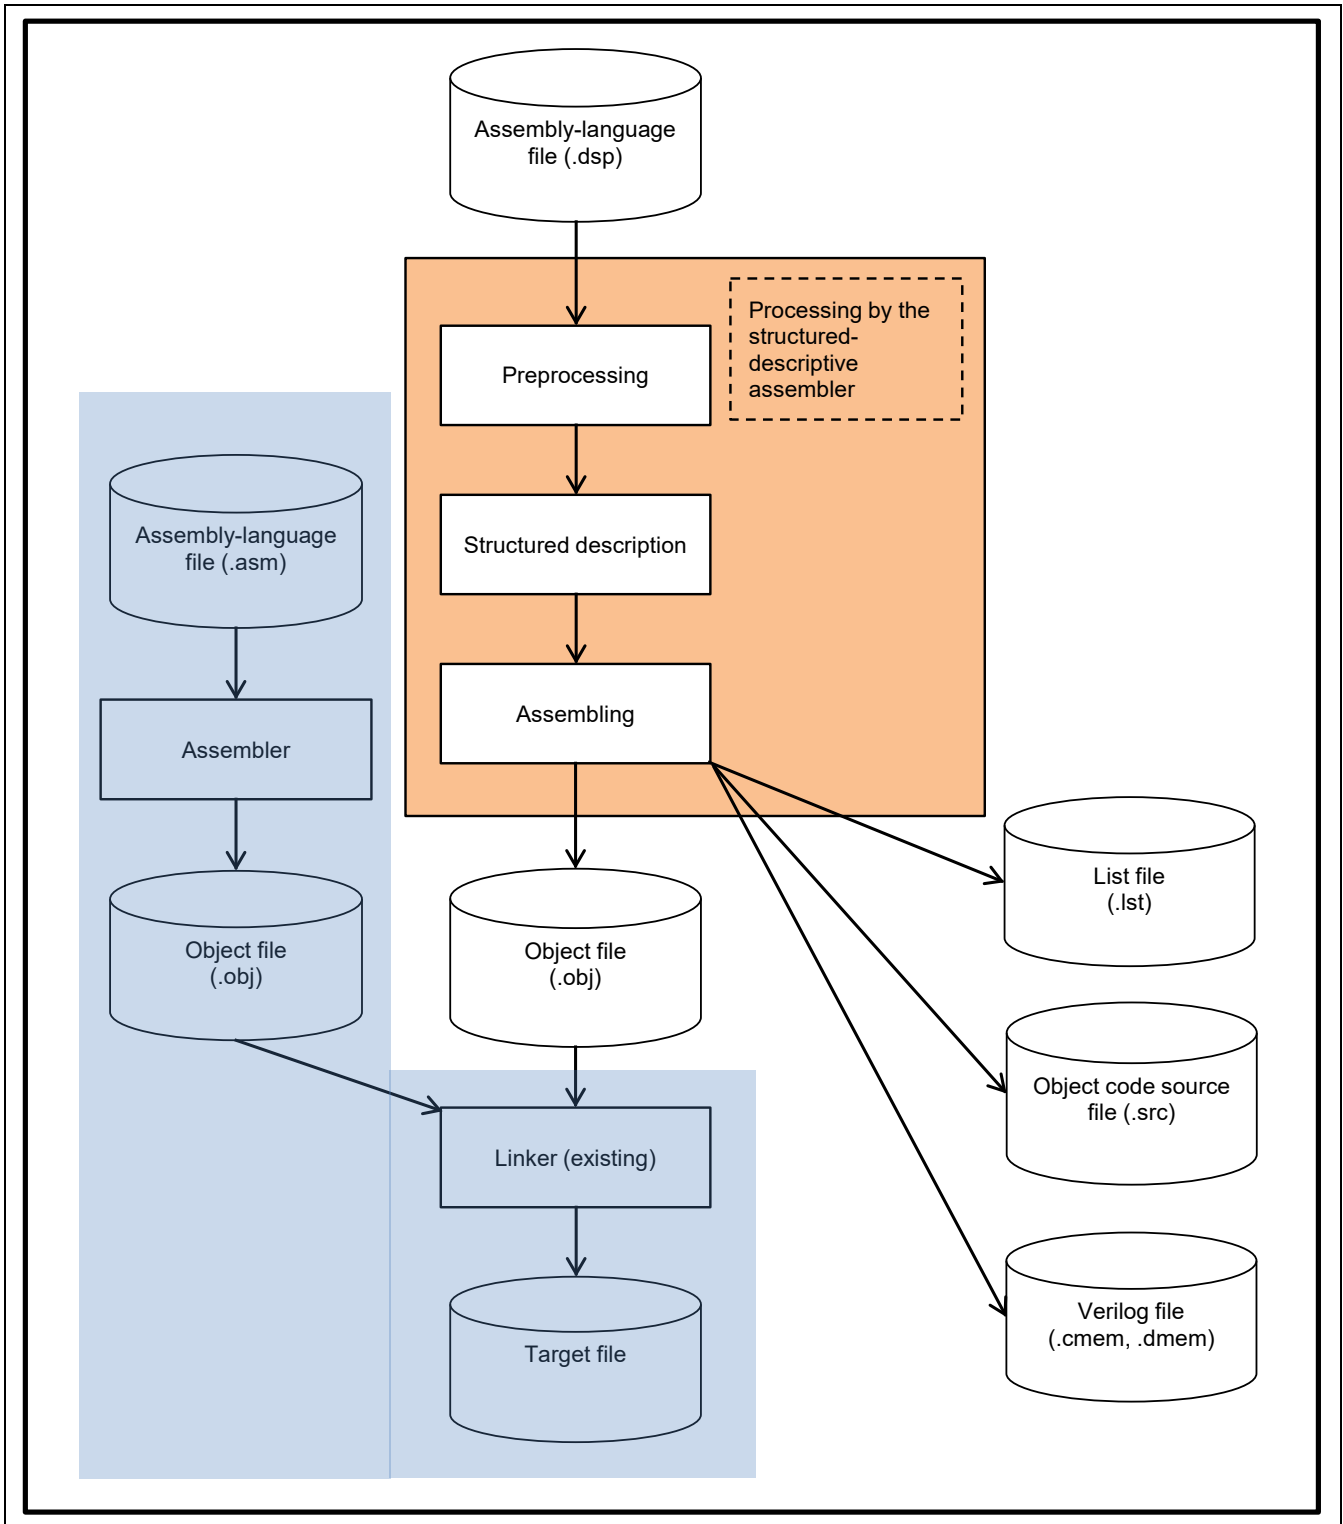 Assembly-language
file (.dsp)
Processing by the
structured-
descriptive
assembler
Preprocessing
Structured description
Assembly-language
file (.asm)
Assembling
Assembler
List file
(.lst)
Object file
(.obj)
Object file
(.obj)
Object code source
file (.src)
Linker (existing)
Verilog file
(.cmem, .dmem)
Target file